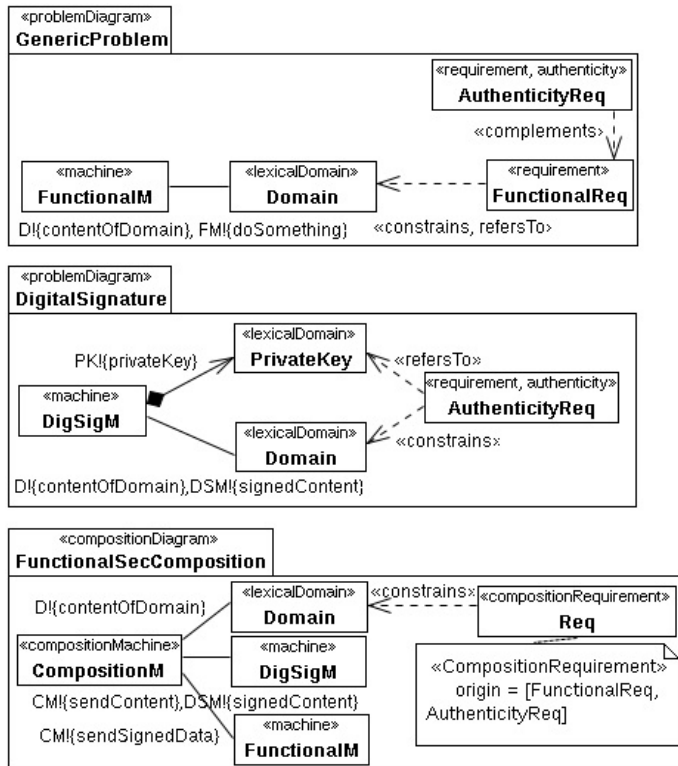 «problemDiagram»
GenericProblem
«requirement, authenticity»
AuthenticityReq
«complements»
«machine»
FunctionalM
«lexicalDomain»
Domain
«requirement»
FunctionalReq
D!{contentOfDomain}, FM!{doSomething}
«constrains, refersTo»
«problemDiagram»
DigitalSignature
PK!{privateKey}
«lexicalDomain»
PrivateKey
«refersTo»
«requirement, authenticity»
AuthenticityReq
«machine»
DigSigM
«lexicalDomain»
Domain
«constrains»
D!{contentOfDomain},DSM!{signedContent}
«compositionDiagram»
FunctionalSecComposition
D!{contentOfDomain}
«lexicalDomain»
Domain
«constrains»
«compositionRequirement»
Req
«compositionMachine»
CompositionM
«machine»
DigSigM
«CompositionRequirement»
origin = [FunctionalReq,
AuthenticityReq]
CM!{sendContent},DSM!{signedContent}
CM!{sendSignedData}
«machine»
FunctionalM